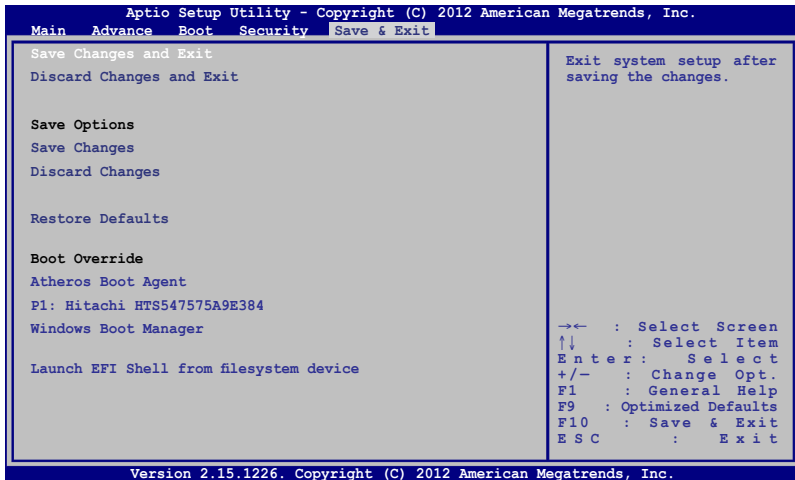 Aptio Setup Utility - Copyright (C) 2012 American Megatrends, Inc.
Main Advance Boot Security Save & Exit
Save Changes and Exit
Discard Changes and Exit
Save Options
Save Changes
Discard Changes
Restore Defaults
Boot Override
Atheros Boot Agent
P1: Hitachi HTS547575A9E384
Windows Boot Manager
Launch EFI Shell from filesystem device
Exit system setup after
saving the changes.
→← : Select Screen
↑↓ : Select Item
Enter: Select
+/— : Change Opt.
F1 : General Help
F9 : Optimized Defaults
F10 : Save & Exit
ESC : Exit
Version 2.15.1226. Copyright (C) 2012 American Megatrends, Inc.